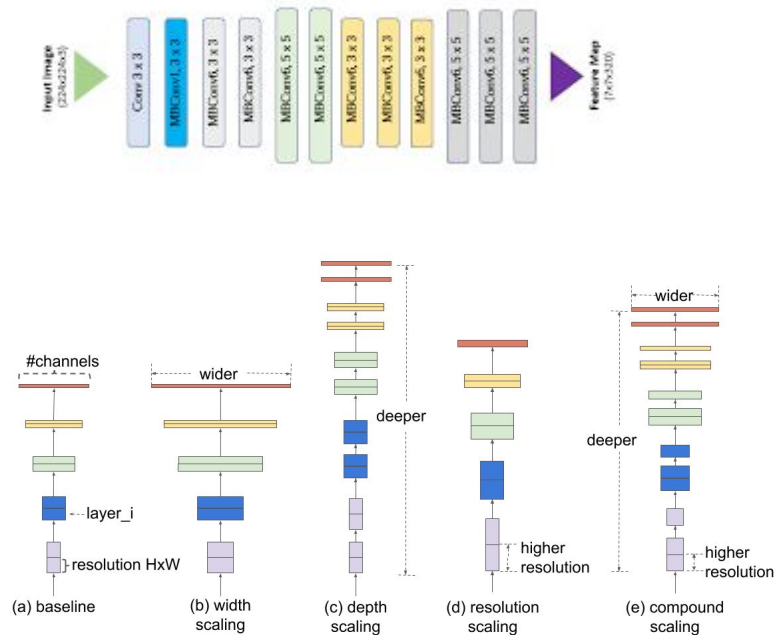 Input Image
(224x224x3)
Conv 3 x 3
MBConv1, 3 x 3
MBConv6, 3 x 3
MBConv6, 3 x 3
MBConv6, 5 x 5
MBConv6, 5 x 5
MBConv6, 3 x 3
MBConv6, 3 x 3
MBConv6, 3 x 3
MBConv6, 5 x 5
MBConv6, 5 x 5
MBConv6, 5 x 5
Feature Map
(7x7x320)
#channels
layer_i
resolution HxW
(a) baseline
wider
(b) width
scaling
deeper
(c) depth
scaling
higher
resolution
(d) resolution
scaling
wider
deeper
higher
resolution
(e) compound
scaling